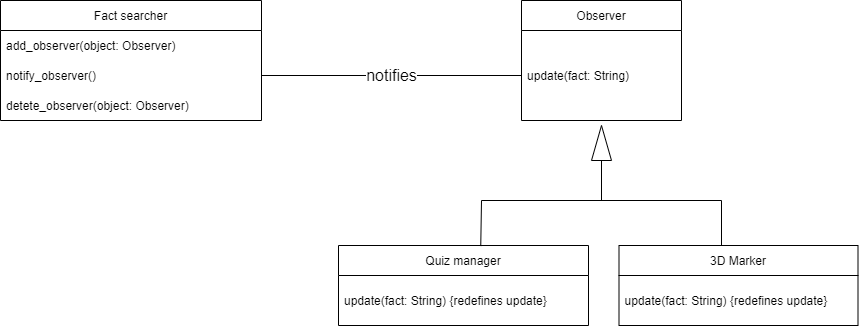 Fact searcher
add_observer(object: Observer)
notify_observer()
detete_observer(object: Observer)
notifies
Observer
update(fact: String)
Quiz manager
update(fact: String) {redefines update}
3D Marker
update(fact: String) {redefines update}